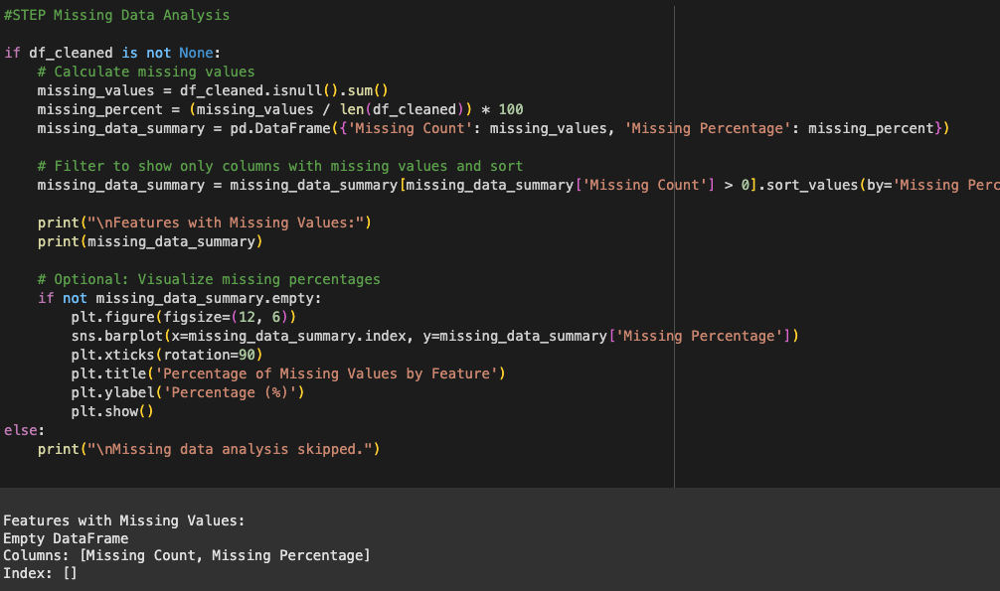 #STEP Missing Data Analysis
if df_cleaned is not None:
    # Calculate missing values
    missing_values = df_cleaned.isnull().sum()
    missing_percent = (missing_values / len(df_cleaned)) * 100
    missing_data_summary = pd.DataFrame({'Missing Count': missing_values, 'Missing Percentage': missing_percent})
    # Filter to show only columns with missing values and sort
    missing_data_summary = missing_data_summary[missing_data_summary['Missing Count'] > 0].sort_values(by='Missing Perc
    print("\nFeatures with Missing Values:")
    print(missing_data_summary)
    # Optional: Visualize missing percentages
    if not missing_data_summary.empty:
        plt.figure(figsize=(12, 6))
        sns.barplot(x=missing_data_summary.index, y=missing_data_summary['Missing Percentage'])
        plt.xticks(rotation=90)
        plt.title('Percentage of Missing Values by Feature')
        plt.ylabel('Percentage (%)')
        plt.show()
else:
    print("\nMissing data analysis skipped.")
Features with Missing Values:
Empty DataFrame
Columns: [Missing Count, Missing Percentage]
Index: []